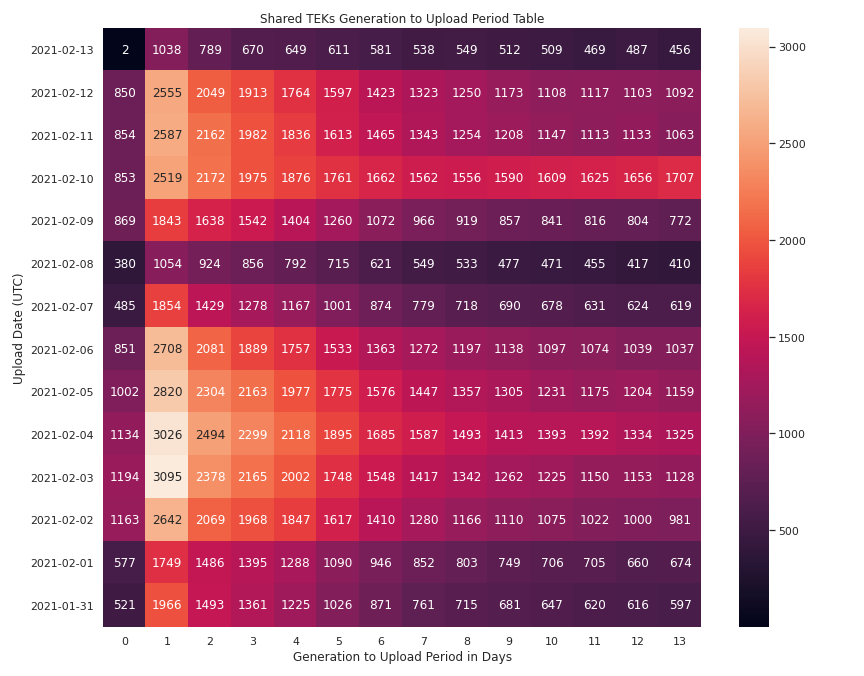 Shared TEKs Generation to Upload Period Table
2021-02-13 2 1038 789 670 649 611 581 538 549 512 509 469 487 456
2021-02-12 850 2555 2049 1913 1764 1597 1423 1323 1250 1173 1108 1117 1103 1092
2021-02-11 854 2587 2162 1982 1836 1613 1465 1343 1254 1208 1147 1113 1133 1063
2021-02-10 853 2519 2172 1975 1876 1761 1662 1562 1556 1590 1609 1625 1656 1707
2021-02-09 869 1843 1638 1542 1404 1260 1072 966 919 857 841 816 804 772
2021-02-08 380 1054 924 856 792 715 621 549 533 477 471 455 417 410
2021-02-07 485 1854 1429 1278 1167 1001 874 779 718 690 678 631 624 619
2021-02-06 851 2708 2081 1889 1757 1533 1363 1272 1197 1138 1097 1074 1039 1037
2021-02-05 1002 2820 2304 2163 1977 1775 1576 1447 1357 1305 1231 1175 1204 1159
2021-02-04 1134 3026 2494 2299 2118 1895 1685 1587 1493 1413 1393 1392 1334 1325
2021-02-03 1194 3095 2378 2165 2002 1748 1548 1417 1342 1262 1225 1150 1153 1128
2021-02-02 1163 2642 2069 1968 1847 1617 1410 1280 1166 1110 1075 1022 1000 981
2021-02-01 577 1749 1486 1395 1288 1090 946 852 803 749 706 705 660 674
2021-01-31 521 1966 1493 1361 1225 1026 871 761 715 681 647 620 616 597
0 1 2 3 4 5 6 7 8 9 10 11 12 13
Generation to Upload Period in Days
Upload Date (UTC)
3000
2500
2000
1500
1000
500